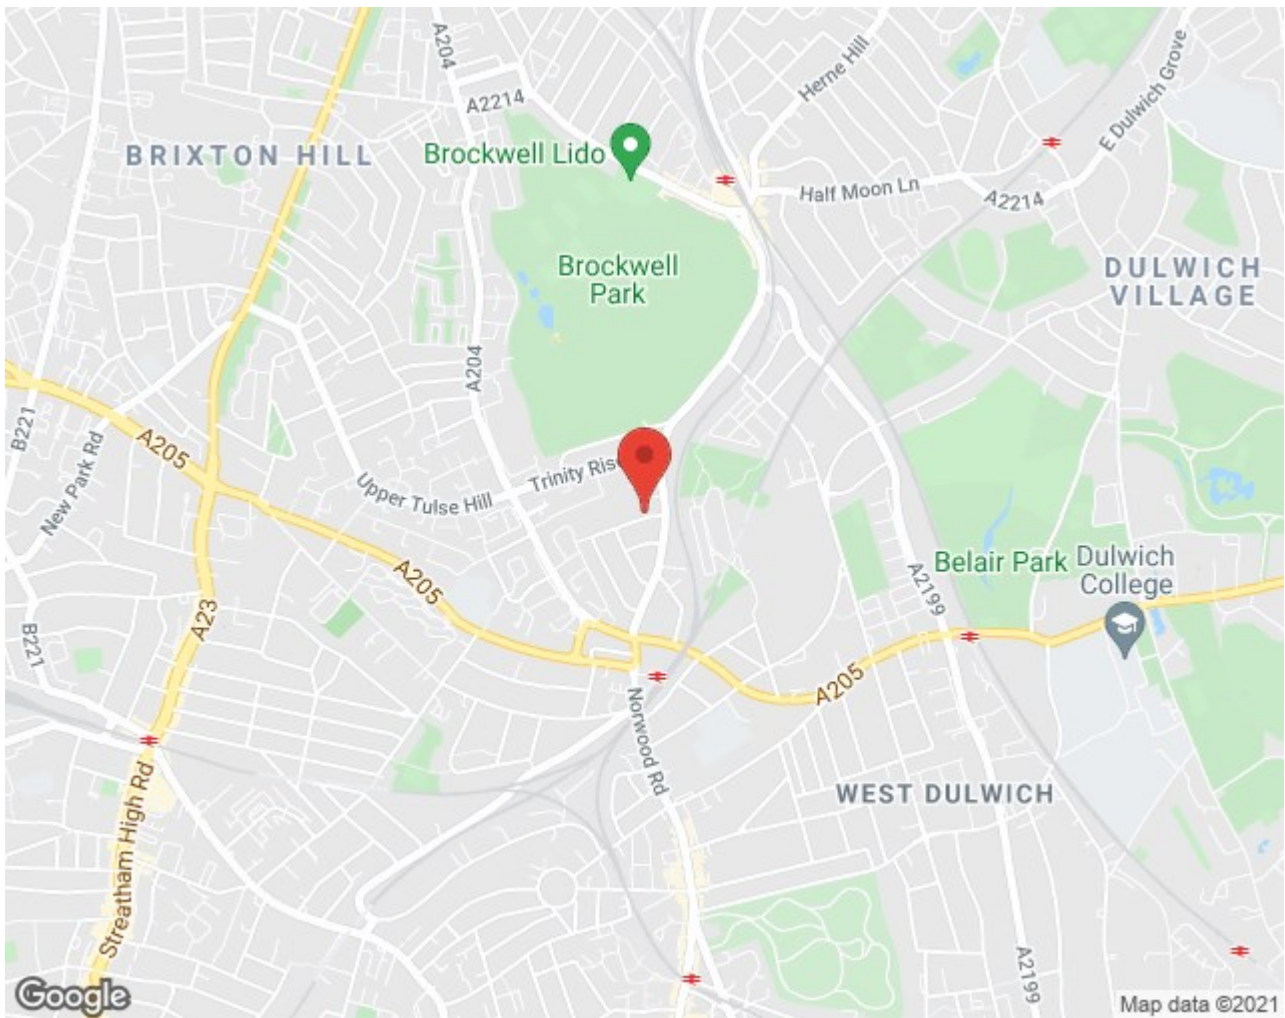 A204
A2214
Herne Hill
E Dulwich Grove
BRIXTON HILL
Brockwell Lido
Half Moon Ln
A2214
Brockwell
Park
DULWICH
VILLAGE
A204
B221
New Park Rd
A205
Upper Tulse Hill
Trinity Rise
A205
A23
B221
A2199
Belair Park
Dulwich
College
A205
Norwood Rd
WEST DULWICH
Streatham High Rd
A2199
Google
Map data ©2021